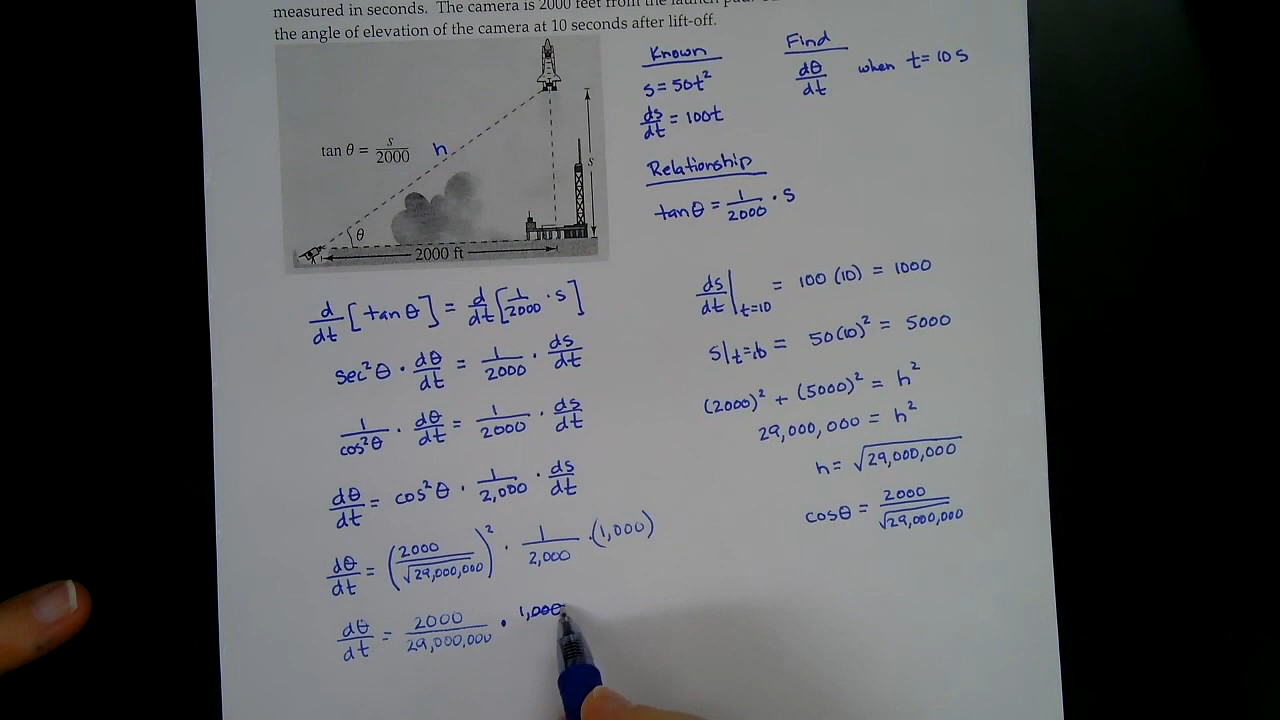 measured in seconds. The camera is 2000 feet from the launch pad.
the angle of elevation of the camera at 10 seconds after lift-off.
tan θ = s/2000
h
s
θ
2000 ft
Known
s = 50t²
ds/dt = 100t
Find
dθ/dt when t = 10 s
Relationship
tan θ = 1/2000 · s
d/dt [tan θ] = d/dt [1/2000 · s]
sec²θ · dθ/dt = 1/2000 · ds/dt
1/cos²θ · dθ/dt = 1/2000 · ds/dt
dθ/dt = cos²θ · 1/2,000 · ds/dt
dθ/dt = (2000/√29,000,000)² · 1/2,000 · (1,000)
dθ/dt = 2000/29,000,000 · 1,000
ds/dt|t=10 = 100 (10) = 1000
s|t=10 = 50(10)² = 5000
(2000)² + (5000)² = h²
29,000,000 = h²
h = √29,000,000
cos θ = 2000/√29,000,000